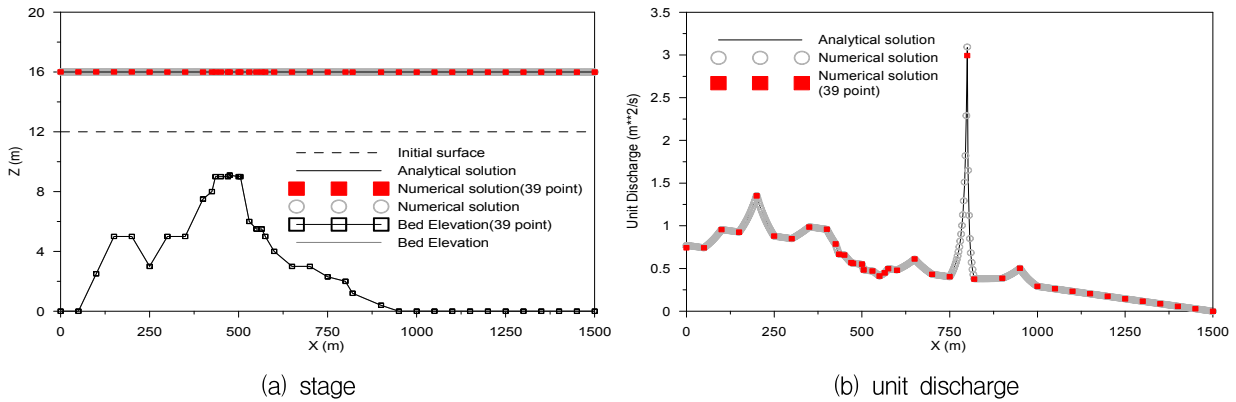 20
16
12
8
4
0
Z (m)
0
250
500
750
1000
1250
1500
X (m)
Initial surface
Analytical solution
Numerical solution(39 point)
Numerical solution
Bed Elevation(39 point)
Bed Elevation
(a) stage
3.5
3
2.5
2
1.5
1
0.5
0
Unit Discharge (m**2/s)
0
250
500
750
1000
1250
1500
X (m)
Analytical solution
Numerical solution
Numerical solution
(39 point)
(b) unit discharge